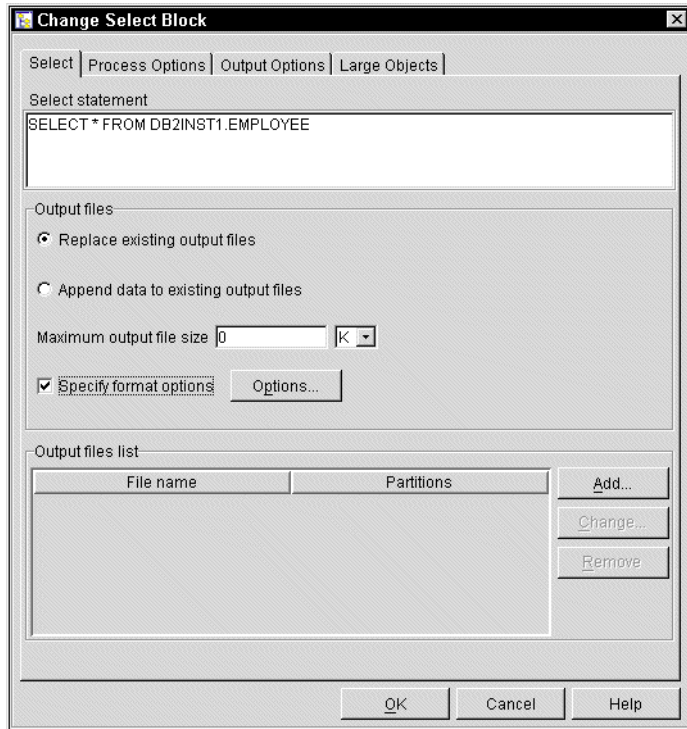 Change Select Block
Select Process Options Output Options Large Objects
Select statement
SELECT * FROM DB2INST1.EMPLOYEE
Output files
Replace existing output files
Append data to existing output files
Maximum output file size 0 K
Specify format options Options...
Output files list
File name Partitions Add...
Change...
Remove
OK Cancel Help